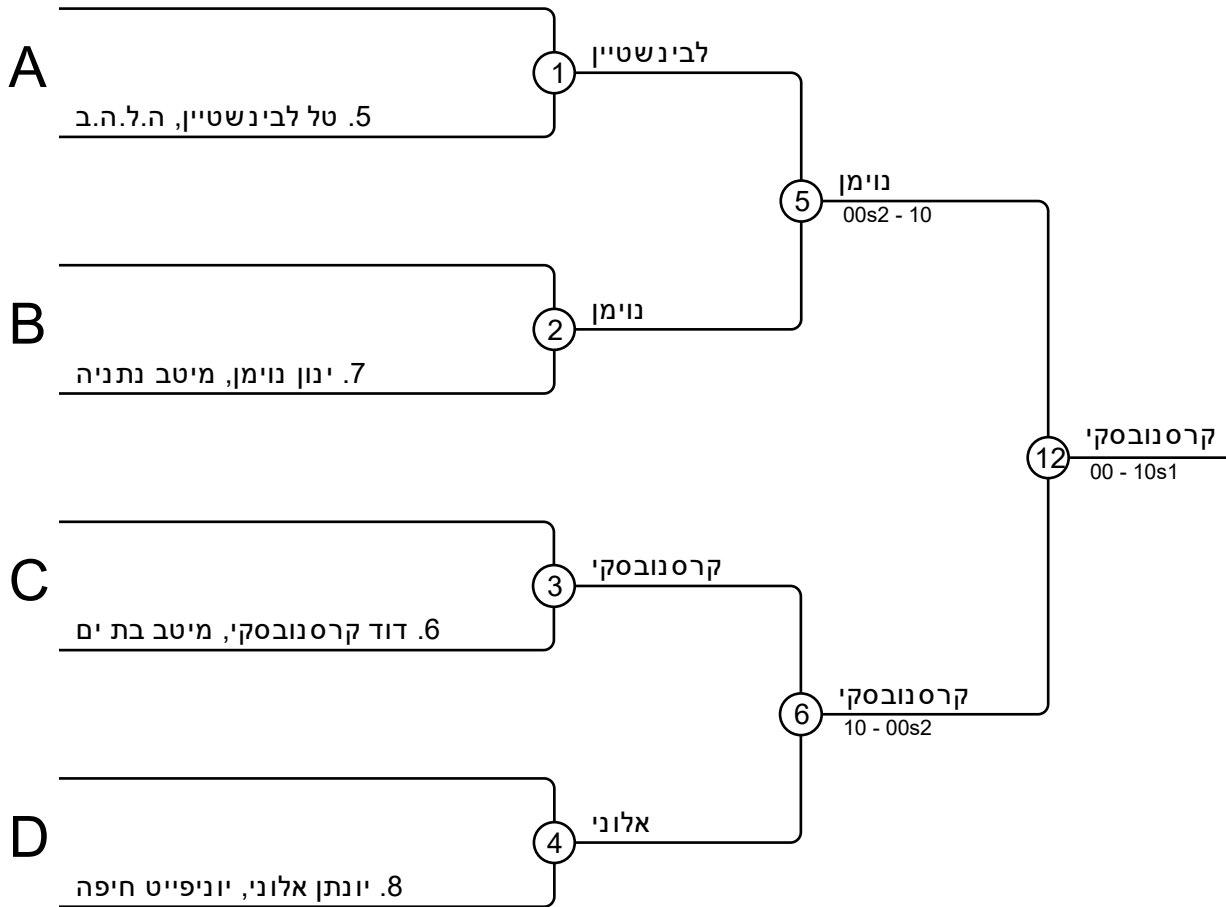 A
1
לבינשטיין
5. טל לבינשטיין, ה.ל.ה.ב
5
נוימן
00s2 - 10
B
2
נוימן
7. ינון נוימן, מיטב נתניה
12
קרסנובסקי
00 - 10s1
C
3
קרסנובסקי
6. דוד קרסנובסקי, מיטב בת ים
6
קרסנובסקי
10 - 00s2
D
4
אלוני
8. יונתן אלוני, יוניפייט חיפה